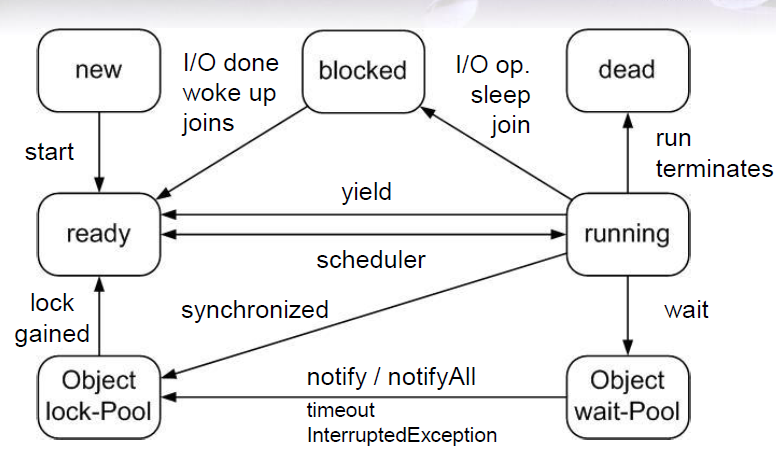 new
I/O done
woke up
joins
blocked
I/O op.
sleep
join
dead
start
run
terminates
yield
ready
running
scheduler
lock
gained
synchronized
wait
Object
lock-Pool
notify / notifyAll
timeout
InterruptedException
Object
wait-Pool